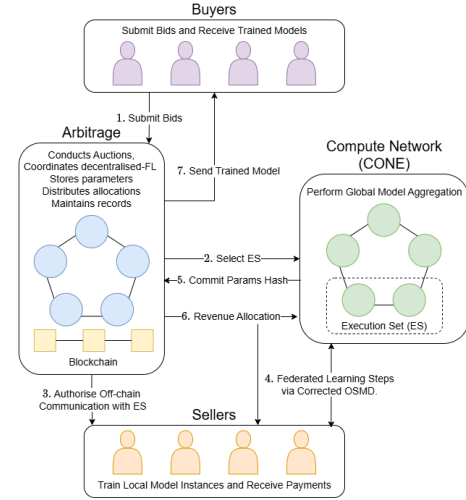 Buyers
Submit Bids and Receive Trained Models
1. Submit Bids
Arbitrage
Conducts Auctions,
Coordinates decentralised-FL
Stores parameters
Distributes allocations
Maintains records
Blockchain
7. Send Trained Model
Compute Network
(CONE)
Perform Global Model Aggregation
Execution Set (ES)
2. Select ES
5. Commit Params Hash
6. Revenue Allocation
3. Authorise Off-chain
Communication with ES
4. Federated Learning Steps
via Corrected OSMD.
Sellers
Train Local Model Instances and Receive Payments